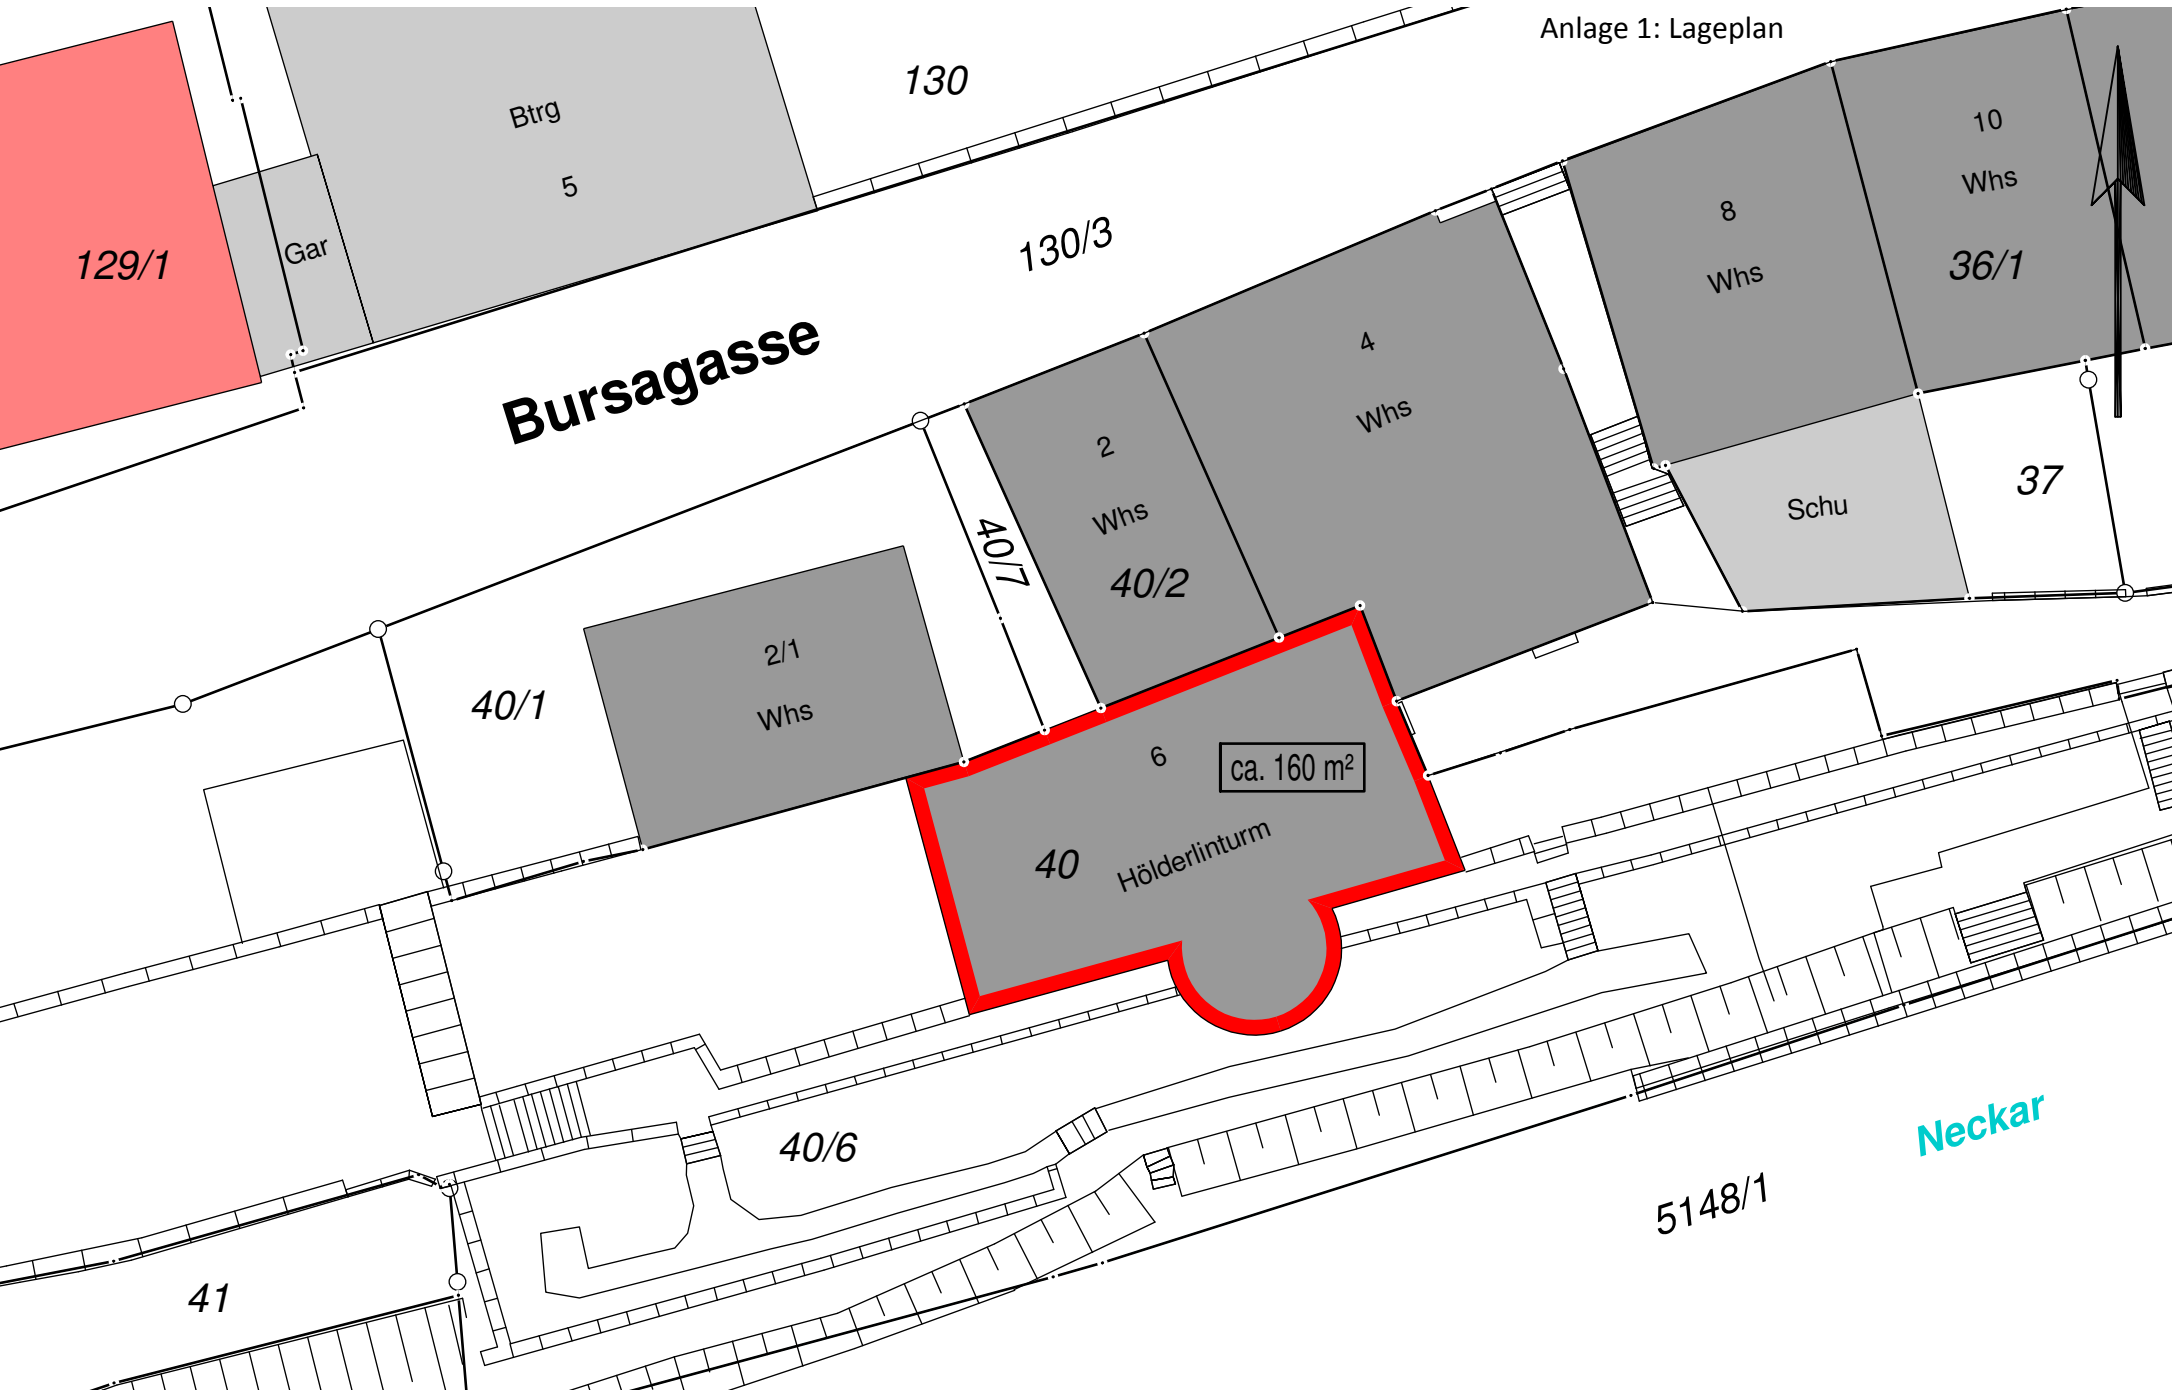 Anlage 1: Lageplan
130
Btrg
5
10
Whs
8
Whs
36/1
129/1
Gar
130/3
Bursagasse
4
Whs
2
Whs
40/2
40/7
37
Schu
2/1
Whs
40/1
6
ca. 160 m²
40
Hölderlinturm
40/6
Neckar
5148/1
41